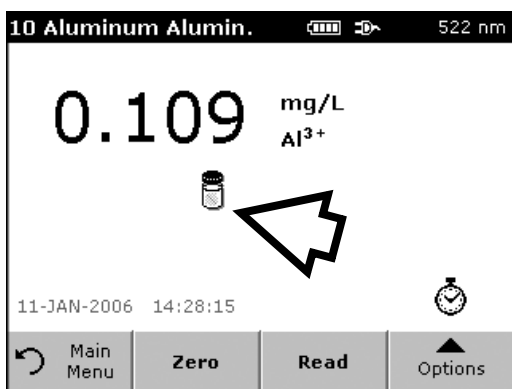 10 Aluminum Alumin. 522 nm
0.109 mg/L
Al³⁺
11-JAN-2006 14:28:15
Main Menu Zero Read Options